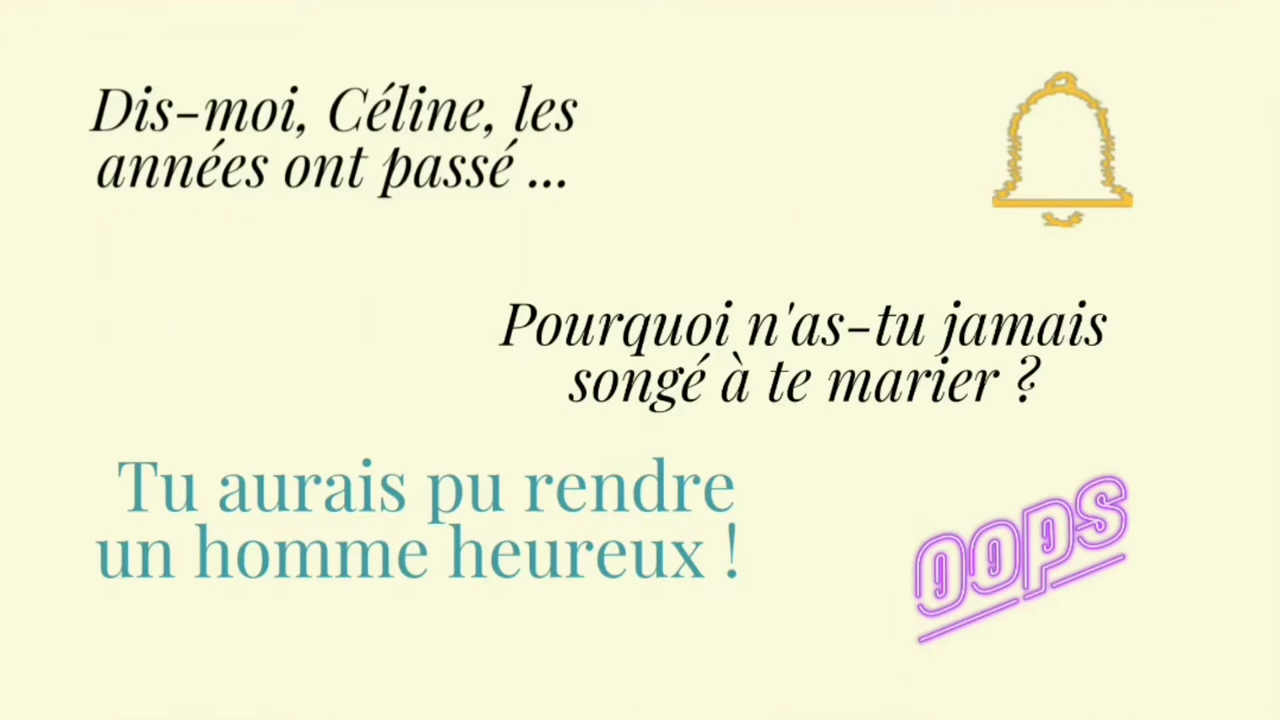 Dis-moi, Céline, les
années ont passé ...
Pourquoi n'as-tu jamais
songé à te marier ?
Tu aurais pu rendre
un homme heureux !
oops